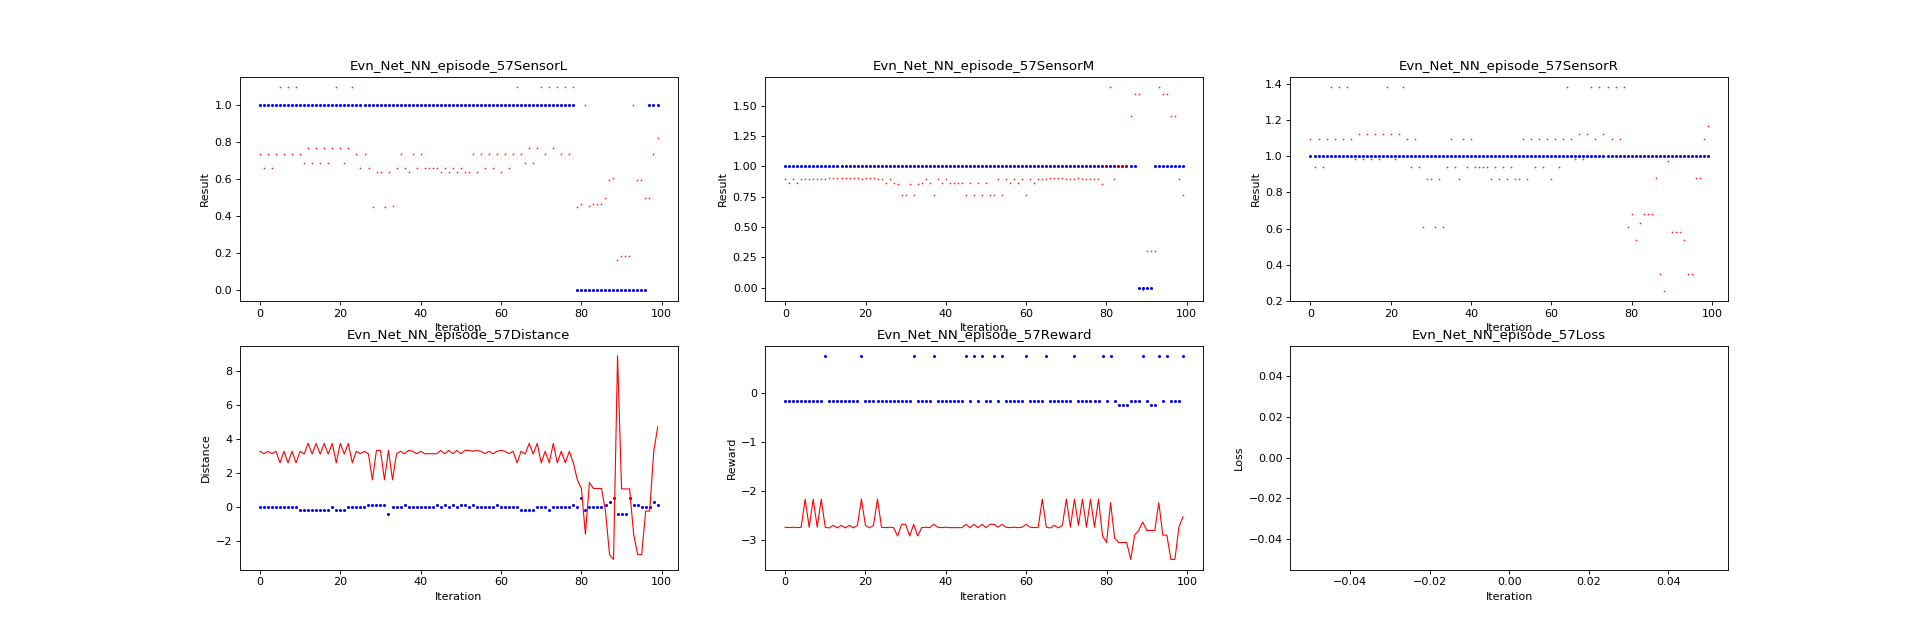 Evn_Net_NN_episode_57SensorL
Evn_Net_NN_episode_57SensorM
Evn_Net_NN_episode_57SensorR
Result
1.0
0.8
0.6
0.4
0.2
0.0
0 20 40 60 80 100
Iteration
Result
1.50
1.25
1.00
0.75
0.50
0.25
0.00
0 20 40 60 80 100
Iteration
Result
1.4
1.2
1.0
0.8
0.6
0.4
0.2
0 20 40 60 80 100
Iteration
Evn_Net_NN_episode_57Distance
Evn_Net_NN_episode_57Reward
Evn_Net_NN_episode_57Loss
Distance
8
6
4
2
0
−2
0 20 40 60 80 100
Iteration
Reward
0
−1
−2
−3
0 20 40 60 80 100
Iteration
Loss
0.04
0.02
0.00
−0.02
−0.04
−0.04 −0.02 0.00 0.02 0.04
Iteration